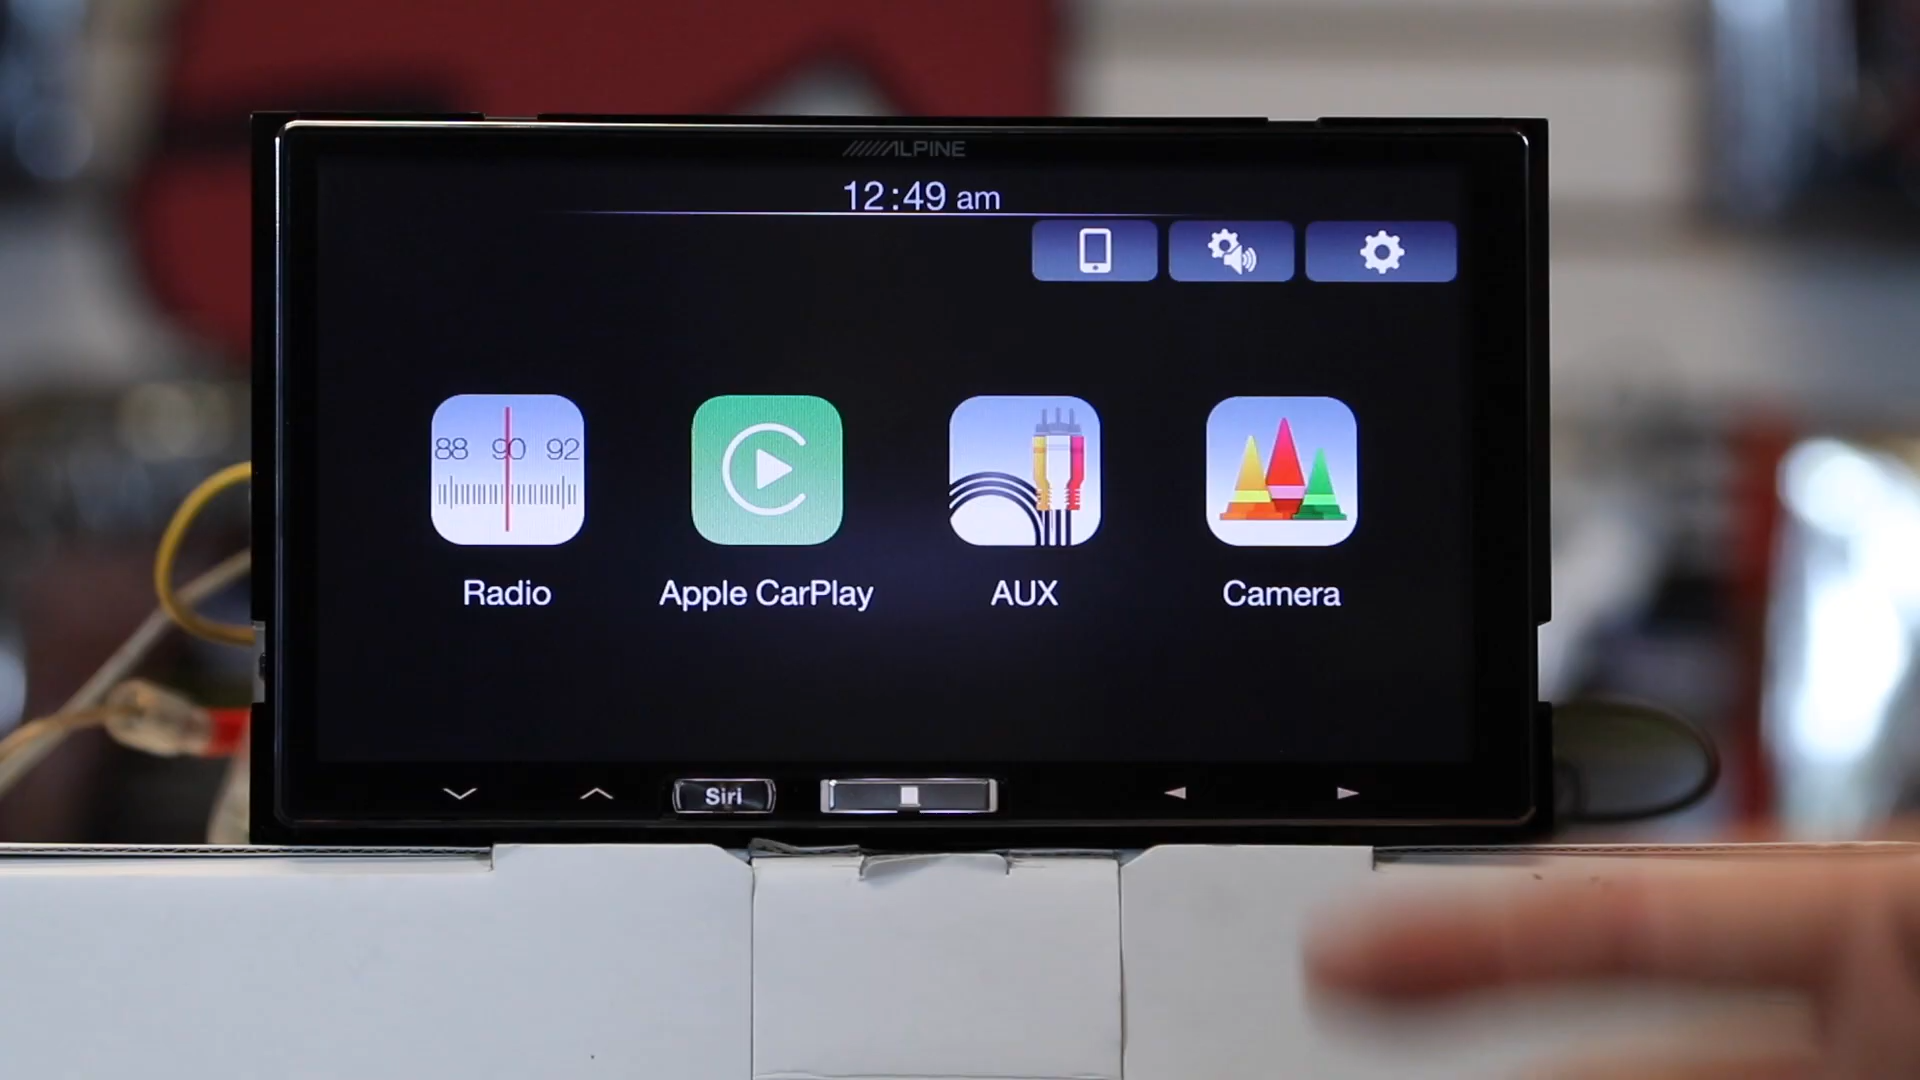 ALPINE
12:49 am
88 90 92
Radio
Apple CarPlay
AUX
Camera
Siri